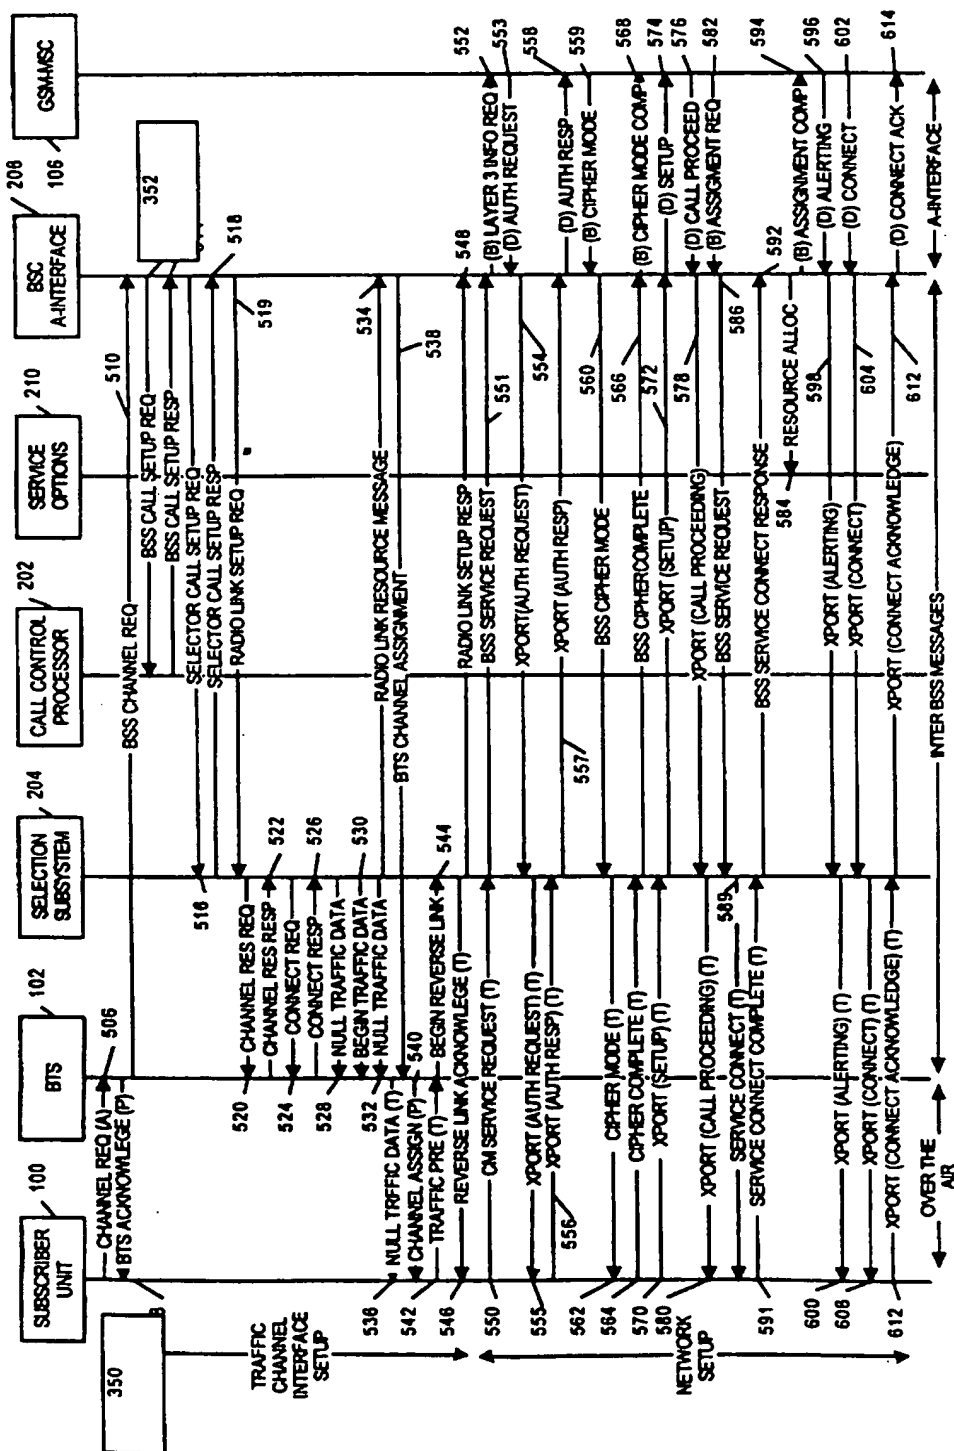 SUBSCRIBER
UNIT
100
BTS
102
SELECTION
SUBSYSTEM
204
CALL CONTROL
PROCESSOR
202
SERVICE
OPTIONS
210
BSC
A-INTERFACE
208
GSM-MSC
106
350
352
CHANNEL REQ (A)
506
BTS ACKNOWLEGE (P)
BSS CHANNEL REQ
510
BSS CALL SETUP REQ
BSS CALL SETUP RESP
SELECTOR CALL SETUP REQ
516
SELECTOR CALL SETUP RESP
518
RADIO LINK SETUP REQ
519
CHANNEL RES REQ
520
CHANNEL RES RESP
522
CONNECT REQ
524
CONNECT RESP
526
NULL TRAFFIC DATA
528
BEGIN TRAFFIC DATA
530
NULL TRAFFIC DATA
532
RADIO LINK RESOURCE MESSAGE
534
NULL TRFFIC DATA (T)
536
BTS CHANNEL ASSIGNMENT
538
CHANNEL ASSIGN (P)
540
TRAFFIC PRE (T)
542
BEGIN REVERSE LINK
544
REVERSE LINK ACKNOWLEGE (T)
546
RADIO LINK SETUP RESP
548
CM SERVICE REQUEST (T)
550
BSS SERVICE REQUEST
551
(B) LAYER 3 INFO REQ
552
(D) AUTH REQUEST
553
XPORT(AUTH REQUEST)
554
XPORT (AUTH REQUEST) (T)
555
XPORT (AUTH RESP) (T)
556
XPORT (AUTH RESP)
557
(D) AUTH RESP
558
(B) CIPHER MODE
559
BSS CIPHER MODE
560
CIPHER MODE (T)
562
CIPHER COMPLETE (T)
564
BSS CIPHERCOMPLETE
566
(B) CIPHER MODE COMP
568
XPORT (SETUP) (T)
570
XPORT (SETUP)
572
(D) SETUP
574
(D) CALL PROCEED
576
XPORT (CALL PROCEEDING)
578
XPORT (CALL PROCEEDING) (T)
580
(B) ASSIGMENT REQ
582
BSS SERVICE REQUEST
586
SERVICE CONNECT (T)
589
SERVICE CONNECT COMPLETE (T)
591
BSS SERVICE CONNECT RESPONSE
592
RESOURCE ALLOC
584
(B) ASSIGNMENT COMP
594
(D) ALERTING
596
XPORT (ALERTING)
598
XPORT (ALERTING) (T)
600
(D) CONNECT
602
XPORT (CONNECT)
604
XPORT (CONNECT) (T)
608
XPORT (CONNECT ACKNOWLEDGE) (T)
612
XPORT (CONNECT ACKNOWLEDGE)
612
(D) CONNECT ACK
614
TRAFFIC
CHANNEL
INTERFACE
SETUP
NETWORK
SETUP
OVER THE
AIR
INTER BSS MESSAGES
A-INTERFACE